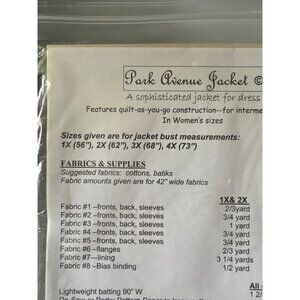 Park Avenue Jacket ©
A sophisticated jacket for dress
Features quilt-as-you-go construction--for interme
In Women's sizes
Sizes given are for jacket bust measurements:
1X (56"), 2X (62"), 3X (68"), 4X (73")
FABRICS & SUPPLIES
Suggested fabrics: cottons, batiks
Fabric amounts given are for 42" wide fabrics
1X& 2X
Fabric #1 –fronts, back, sleeves 2/3yard
Fabric #2 –fronts, back, sleeves 3/4 yard
Fabric #3 –fronts, back, sleeves 1 yard
Fabric #4 –fronts, back, sleeves 3/4 yard
Fabric #5 –fronts, back, sleeves 3/4 yard
Fabric #6 –flanges 2/3 yard
Fabric #7—lining 3 1/4 yards
Fabric #8 –Bias binding 1/2 yard
All
Lightweight batting 90" W 1 2/